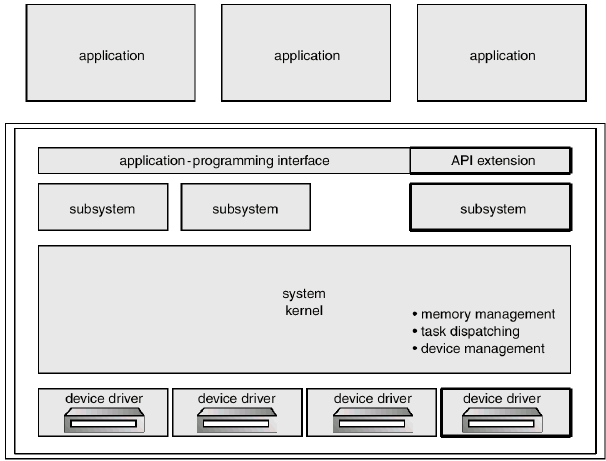 application
application
application
application-programming interface
API extension
subsystem
subsystem
subsystem
system
kernel
• memory management
• task dispatching
• device management
device driver
device driver
device driver
device driver